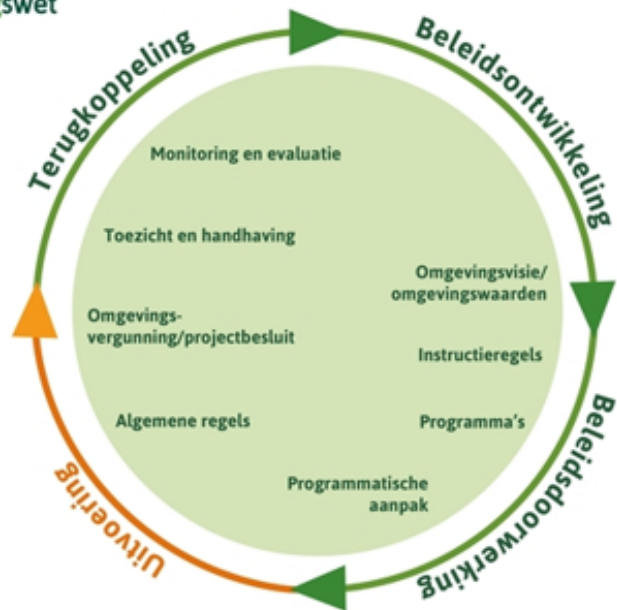 gswet
Terugkoppeling
Beleidsontwikkeling
Monitoring en evaluatie
Toezicht en handhaving
Omgevingsvisie/
omgevingswaarden
Omgevings-
vergunning/projectbesluit
Instructieregels
Algemene regels
Programma's
Programmatische
aanpak
Uitvoering
Beleidsdoorwerking